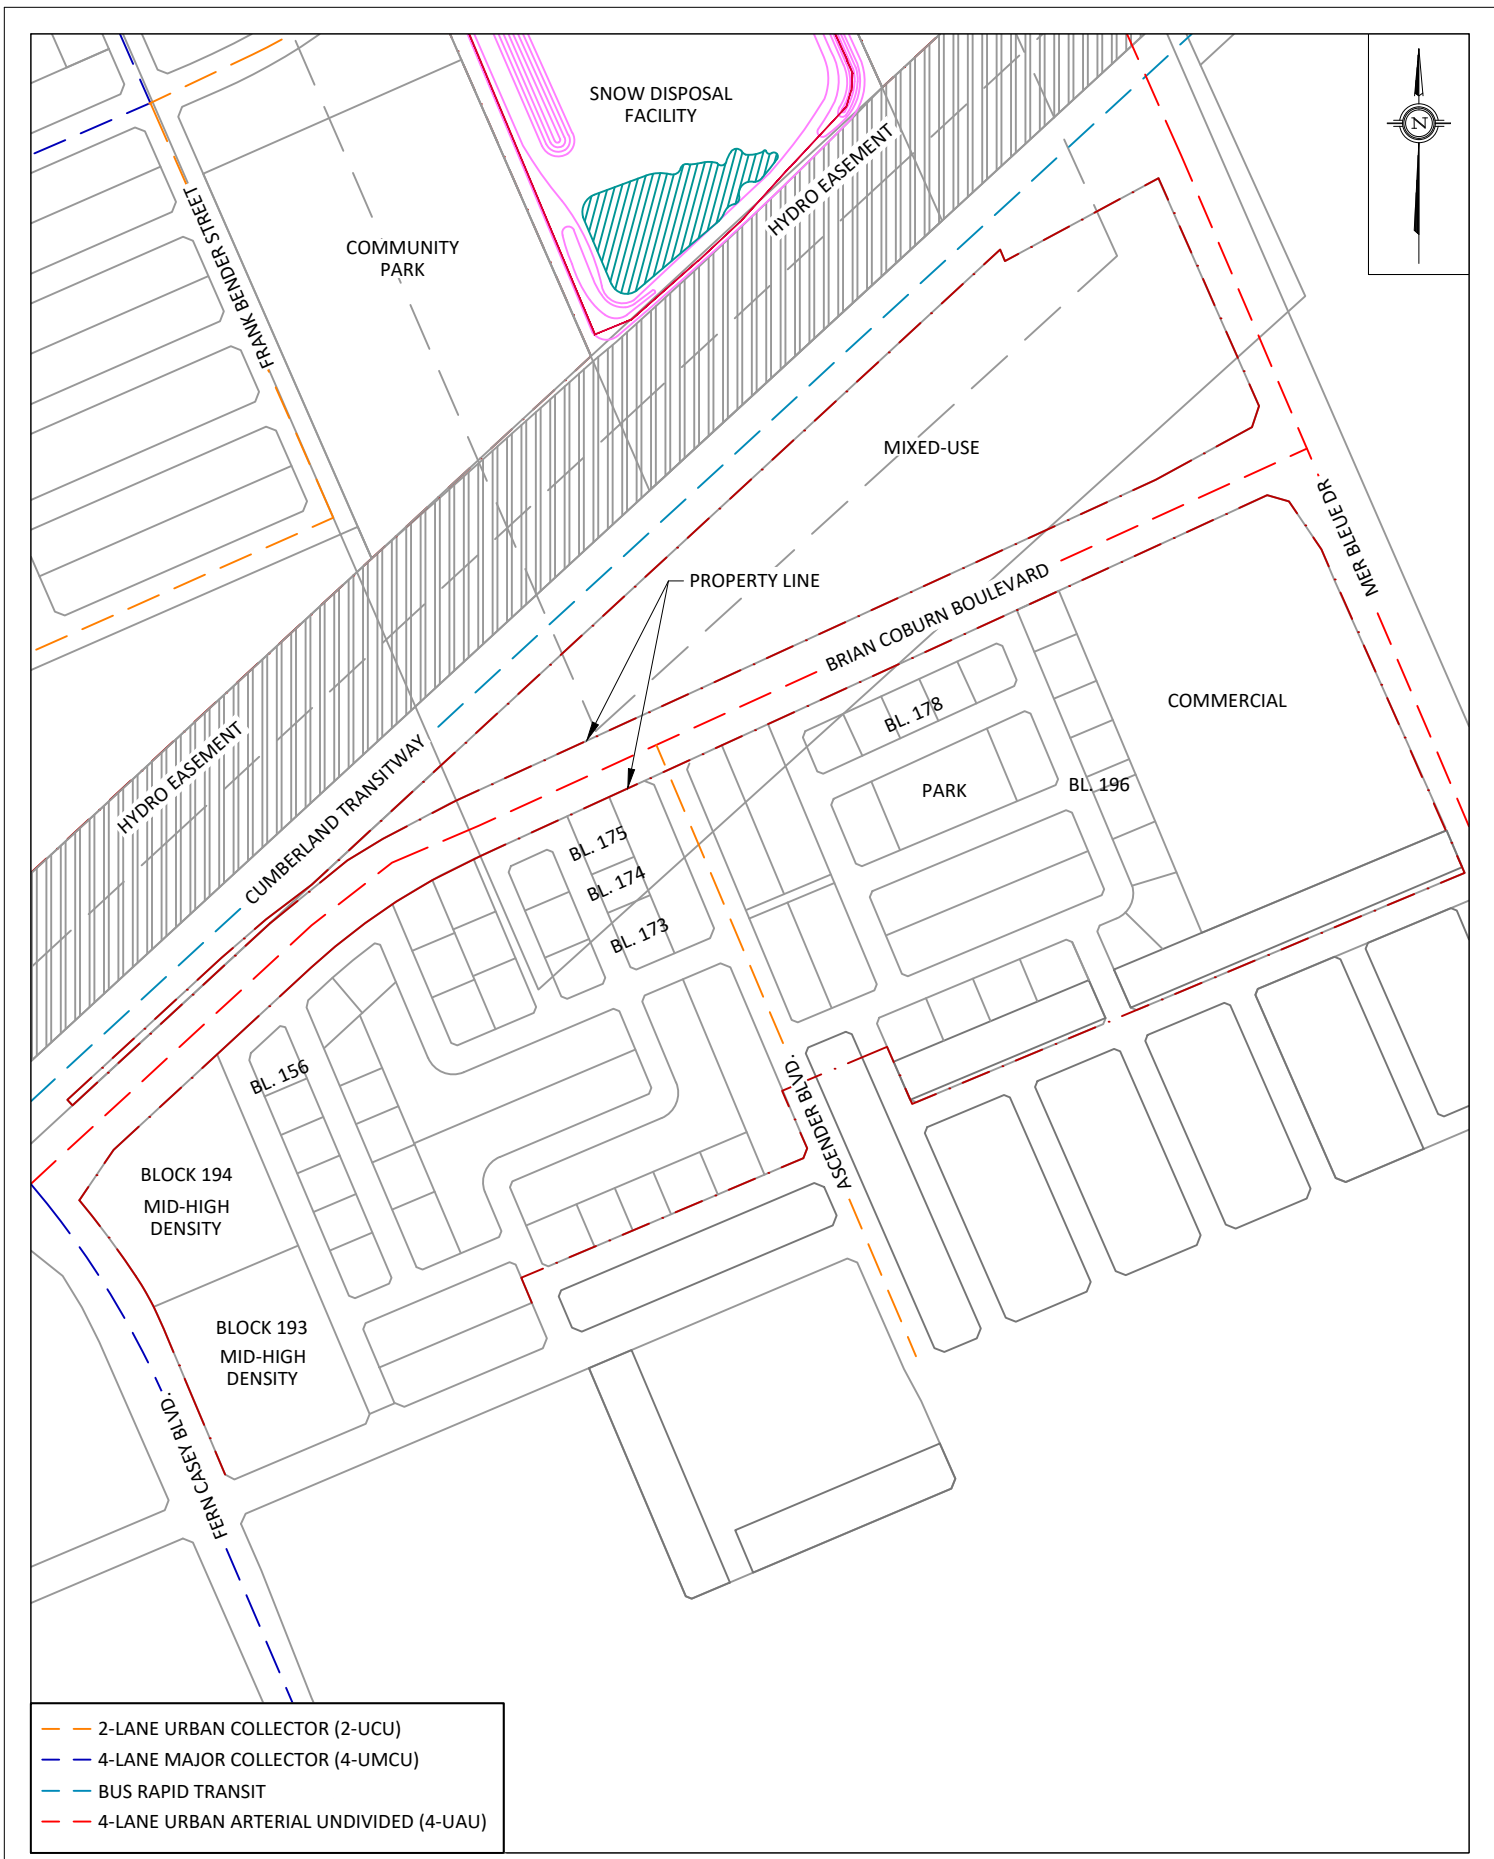 SNOW DISPOSAL
FACILITY
N
HYDRO EASEMENT
FRANK BENDER STREET
COMMUNITY
PARK
MIXED-USE
MER BLEUE DR.
PROPERTY LINE
BRIAN COBURN BOULEVARD
COMMERCIAL
BL. 178
HYDRO EASEMENT
CUMBERLAND TRANSITWAY
PARK
BL. 196
BL. 175
BL. 174
BL. 173
BL. 156
ASCENDER BLVD.
BLOCK 194
MID-HIGH
DENSITY
BLOCK 193
MID-HIGH
DENSITY
FERN CASEY BLVD.
2-LANE URBAN COLLECTOR (2-UCU)
4-LANE MAJOR COLLECTOR (4-UMCU)
BUS RAPID TRANSIT
4-LANE URBAN ARTERIAL UNDIVIDED (4-UAU)